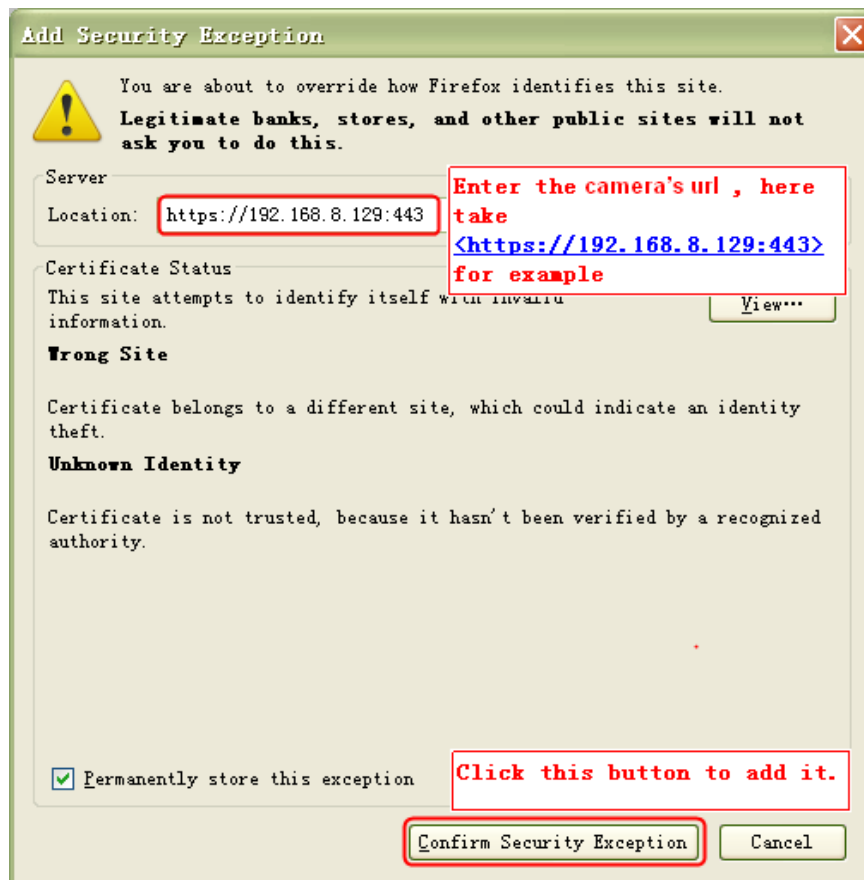 Add Security Exception
You are about to override how Firefox identifies this site.
Legitimate banks, stores, and other public sites will not
ask you to do this.
Server
Location: https://192.168.8.129:443
Enter the camera's url , here
take
<https://192.168.8.129:443>
for example
Certificate Status
This site attempts to identify itself with invalid
information.
View...
Wrong Site
Certificate belongs to a different site, which could indicate an identity
theft.
Unknown Identity
Certificate is not trusted, because it hasn't been verified by a recognized
authority.
Permanently store this exception
Click this button to add it.
Confirm Security Exception
Cancel